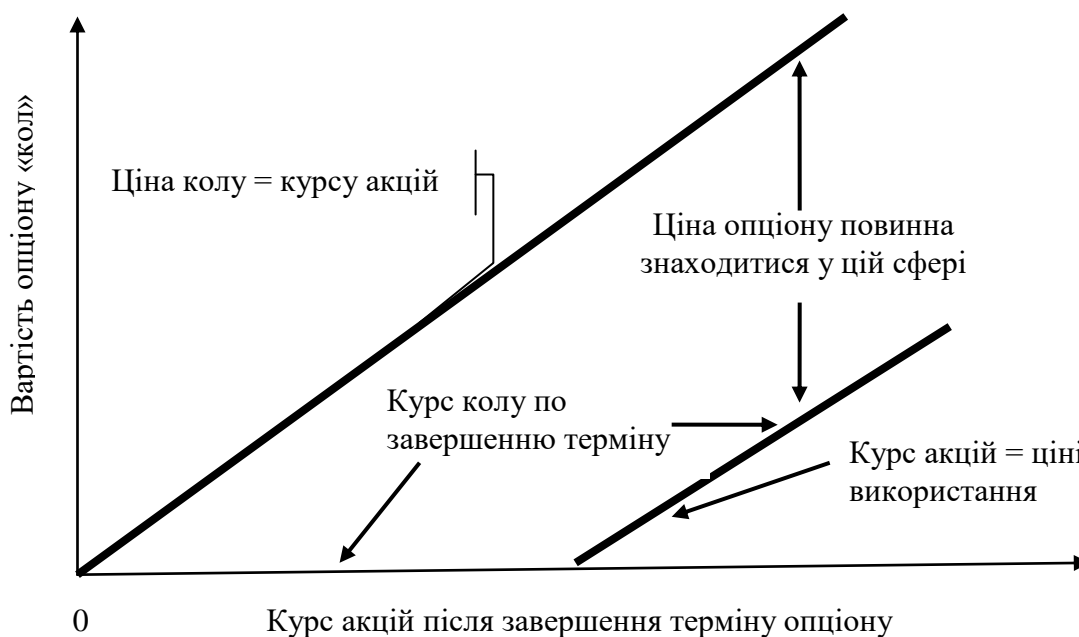 Вартість опціону «кол»
Ціна колу = курсу акцій
Ціна опціону повинна
знаходитися у цій сфері
Курс колу по
завершенню терміну
Курс акцій = ціні
використання
0
Курс акцій після завершення терміну опціону